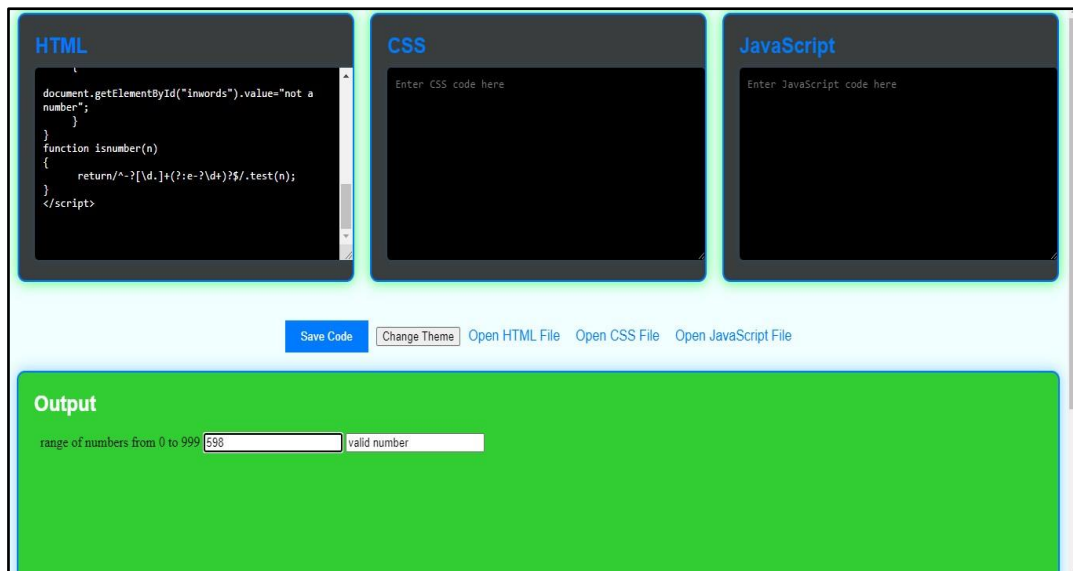 HTML
{
document.getElementById("inwords").value="not a
number";
}
}
function isnumber(n)
{
return/^-?[\d.]+(?:e-?\d+)?$/.test(n);
}
</script>
CSS
Enter CSS code here
JavaScript
Enter JavaScript code here
Save Code Change Theme Open HTML File Open CSS File Open JavaScript File
Output
range of numbers from 0 to 999 598 valid number